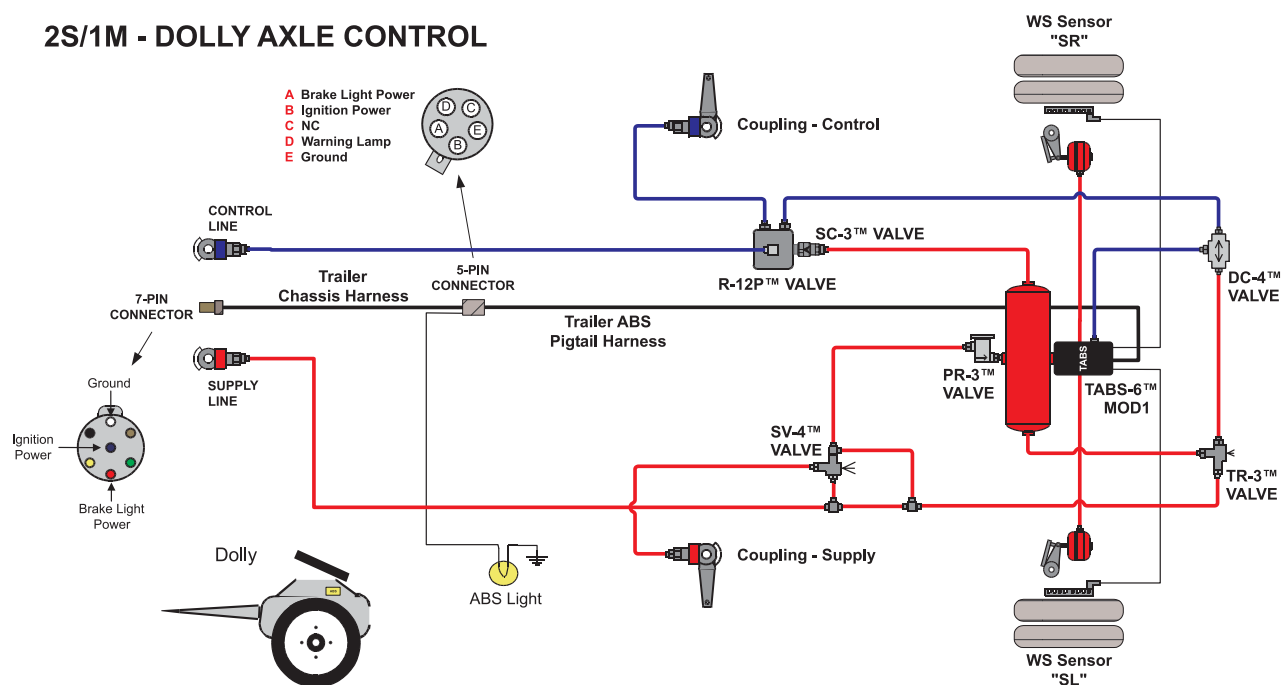 2S/1M - DOLLY AXLE CONTROL
WS Sensor
"SR"
A Brake Light Power
B Ignition Power
C NC
D Warning Lamp
E Ground
D
C
A
E
B
Coupling - Control
CONTROL
LINE
SC-3™ VALVE
R-12P™ VALVE
DC-4™
VALVE
Trailer
Chassis Harness
5-PIN
CONNECTOR
7-PIN
CONNECTOR
Trailer ABS
Pigtail Harness
SUPPLY
LINE
PR-3™
VALVE
TABS
TABS-6™
MOD1
Ground
Ignition
Power
Brake Light
Power
SV-4™
VALVE
TR-3™
VALVE
Dolly
ABS
ABS Light
Coupling - Supply
WS Sensor
"SL"